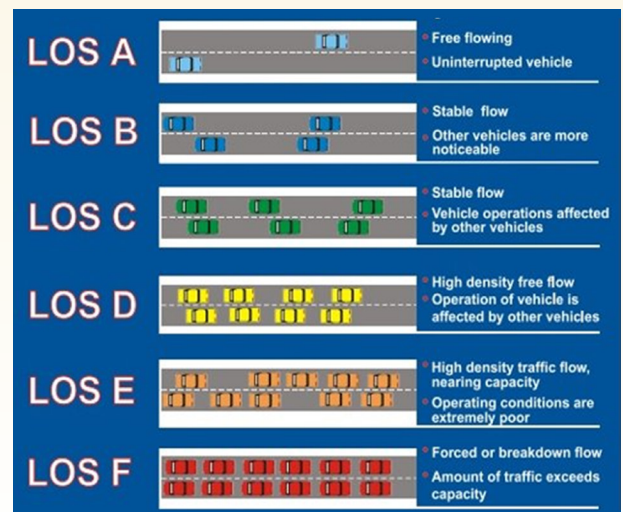 LOS A
Free flowing
Uninterrupted vehicle
LOS B
Stable flow
Other vehicles are more
noticeable
LOS C
Stable flow
Vehicle operations affected
by other vehicles
LOS D
High density free flow
Operation of vehicle is
affected by other vehicles
LOS E
High density traffic flow,
nearing capacity
Operating conditions are
extremely poor
LOS F
Forced or breakdown flow
Amount of traffic exceeds
capacity